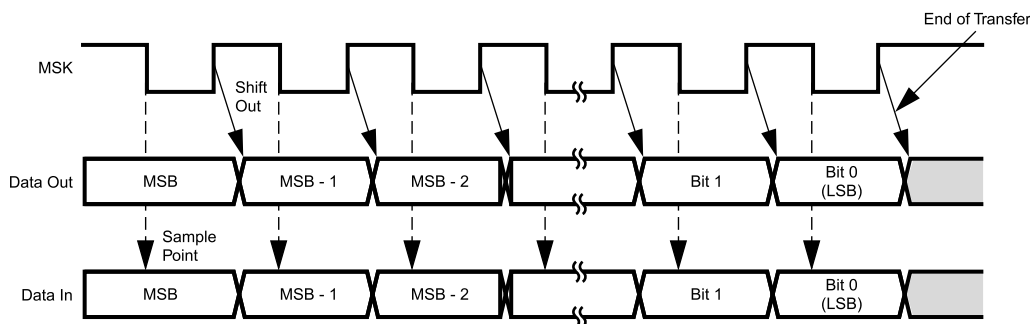 End of Transfer
MSK
Shift
Out
Data Out
MSB
MSB - 1
MSB - 2
Bit 1
Bit 0
(LSB)
Sample
Point
Data In
MSB
MSB - 1
MSB - 2
Bit 1
Bit 0
(LSB)